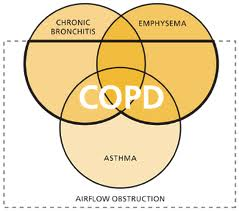 CHRONIC
BRONCHITIS
EMPHYSEMA
COPD
ASTHMA
AIRFLOW OBSTRUCTION